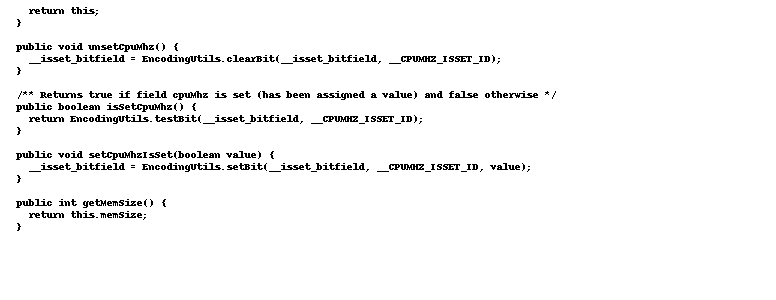 return this;
}
public void unsetCpuMhz() {
__isset_bitfield = EncodingUtils.clearBit(__isset_bitfield, __CPUMHZ_ISSET_ID);
}
/** Returns true if field cpuMhz is set (has been assigned a value) and false otherwise */
public boolean isSetCpuMhz() {
return EncodingUtils.testBit(__isset_bitfield, __CPUMHZ_ISSET_ID);
}
public void setCpuMhzIsSet(boolean value) {
__isset_bitfield = EncodingUtils.setBit(__isset_bitfield, __CPUMHZ_ISSET_ID, value);
}
public int getMemSize() {
return this.memSize;
}